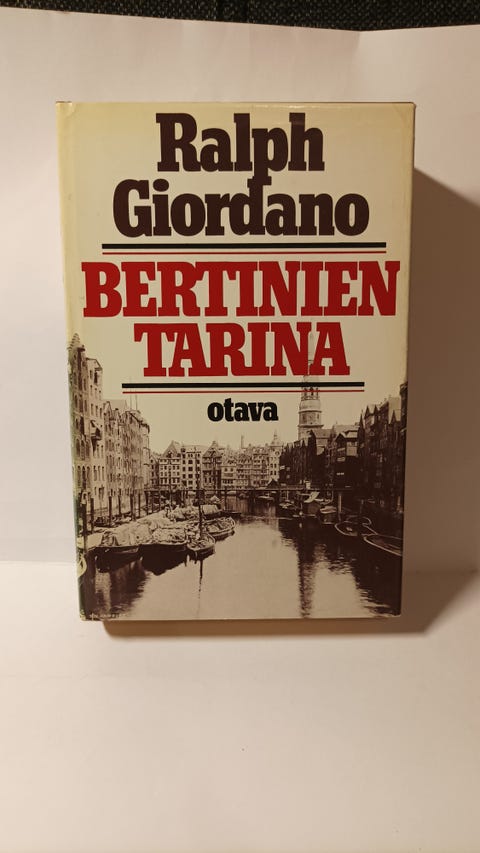 Ralph
Giordano
BERTINIEN
TARINA
otava